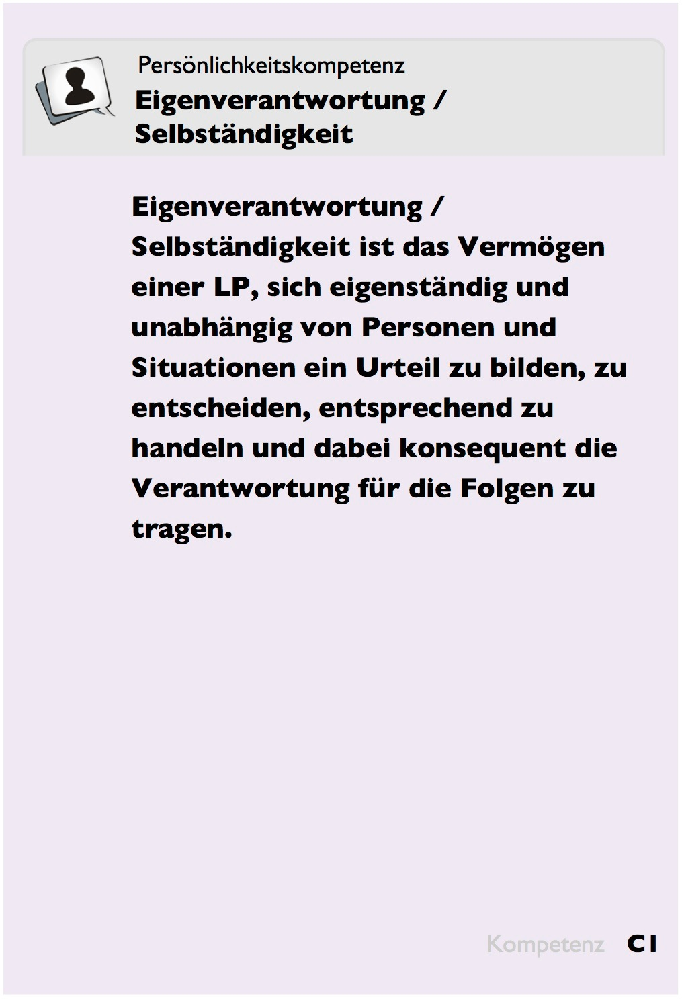 Persönlichkeitskompetenz
Eigenverantwortung /
Selbständigkeit
Eigenverantwortung /
Selbständigkeit ist das Vermögen
einer LP, sich eigenständig und
unabhängig von Personen und
Situationen ein Urteil zu bilden, zu
entscheiden, entsprechend zu
handeln und dabei konsequent die
Verantwortung für die Folgen zu
tragen.
Kompetenz C1